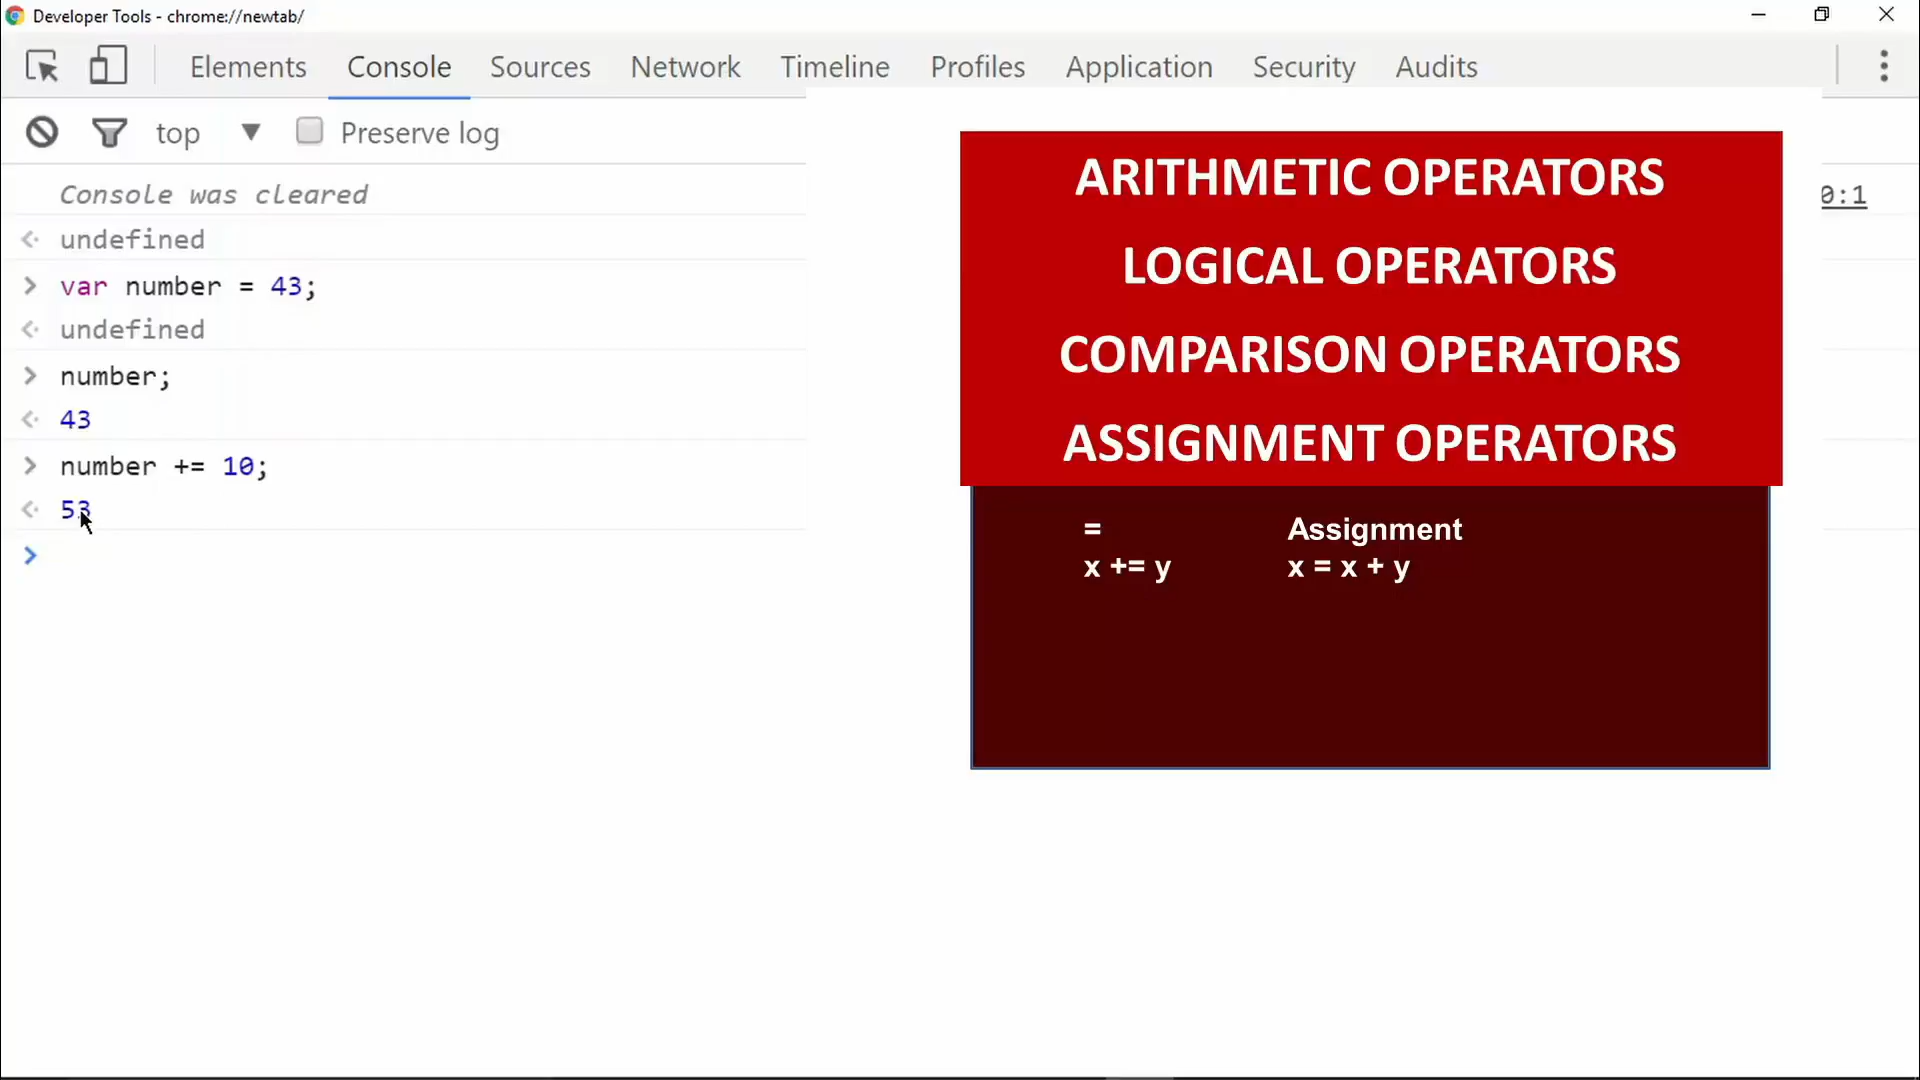 Developer Tools - chrome://newtab/
Elements Console Sources Network Timeline Profiles Application Security Audits
top Preserve log
Console was cleared
0:1
undefined
var number = 43;
undefined
number;
43
number += 10;
53
ARITHMETIC OPERATORS
LOGICAL OPERATORS
COMPARISON OPERATORS
ASSIGNMENT OPERATORS
= Assignment
x += y x = x + y